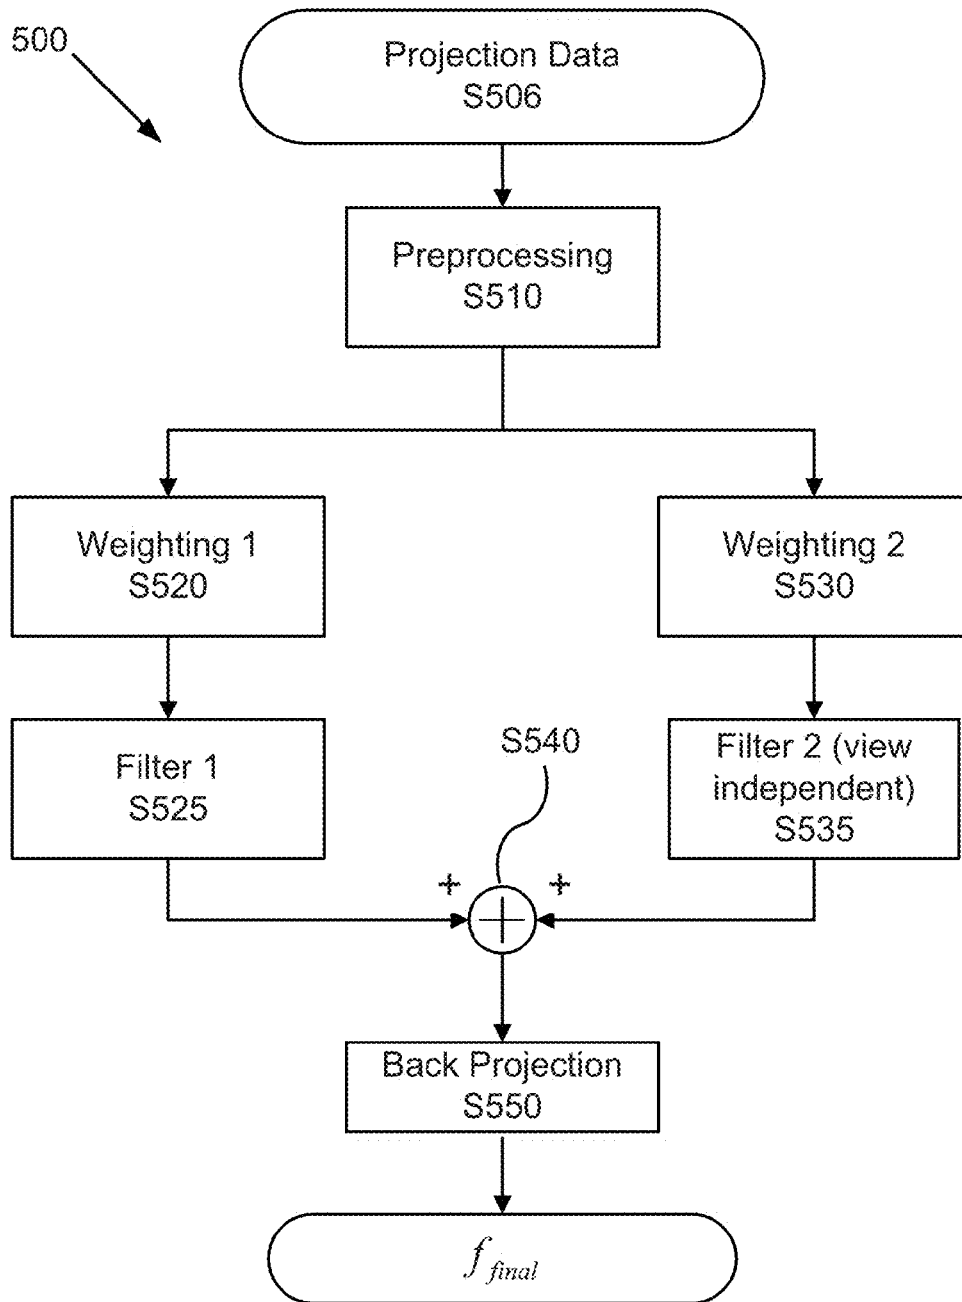 500
Projection Data
S506
Preprocessing
S510
Weighting 1
S520
Weighting 2
S530
Filter 1
S525
S540
Filter 2 (view
independent)
S535
+ +
Back Projection
S550
f final